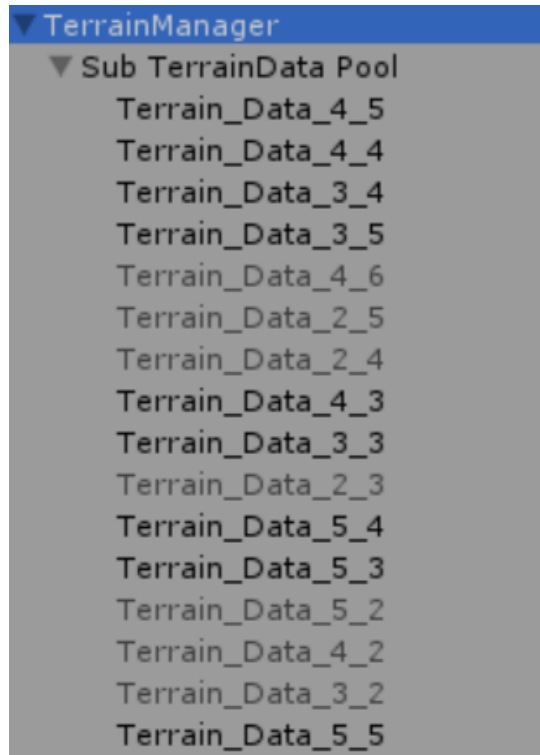 TerrainManager
Sub TerrainData Pool
Terrain_Data_4_5
Terrain_Data_4_4
Terrain_Data_3_4
Terrain_Data_3_5
Terrain_Data_4_6
Terrain_Data_2_5
Terrain_Data_2_4
Terrain_Data_4_3
Terrain_Data_3_3
Terrain_Data_2_3
Terrain_Data_5_4
Terrain_Data_5_3
Terrain_Data_5_2
Terrain_Data_4_2
Terrain_Data_3_2
Terrain_Data_5_5